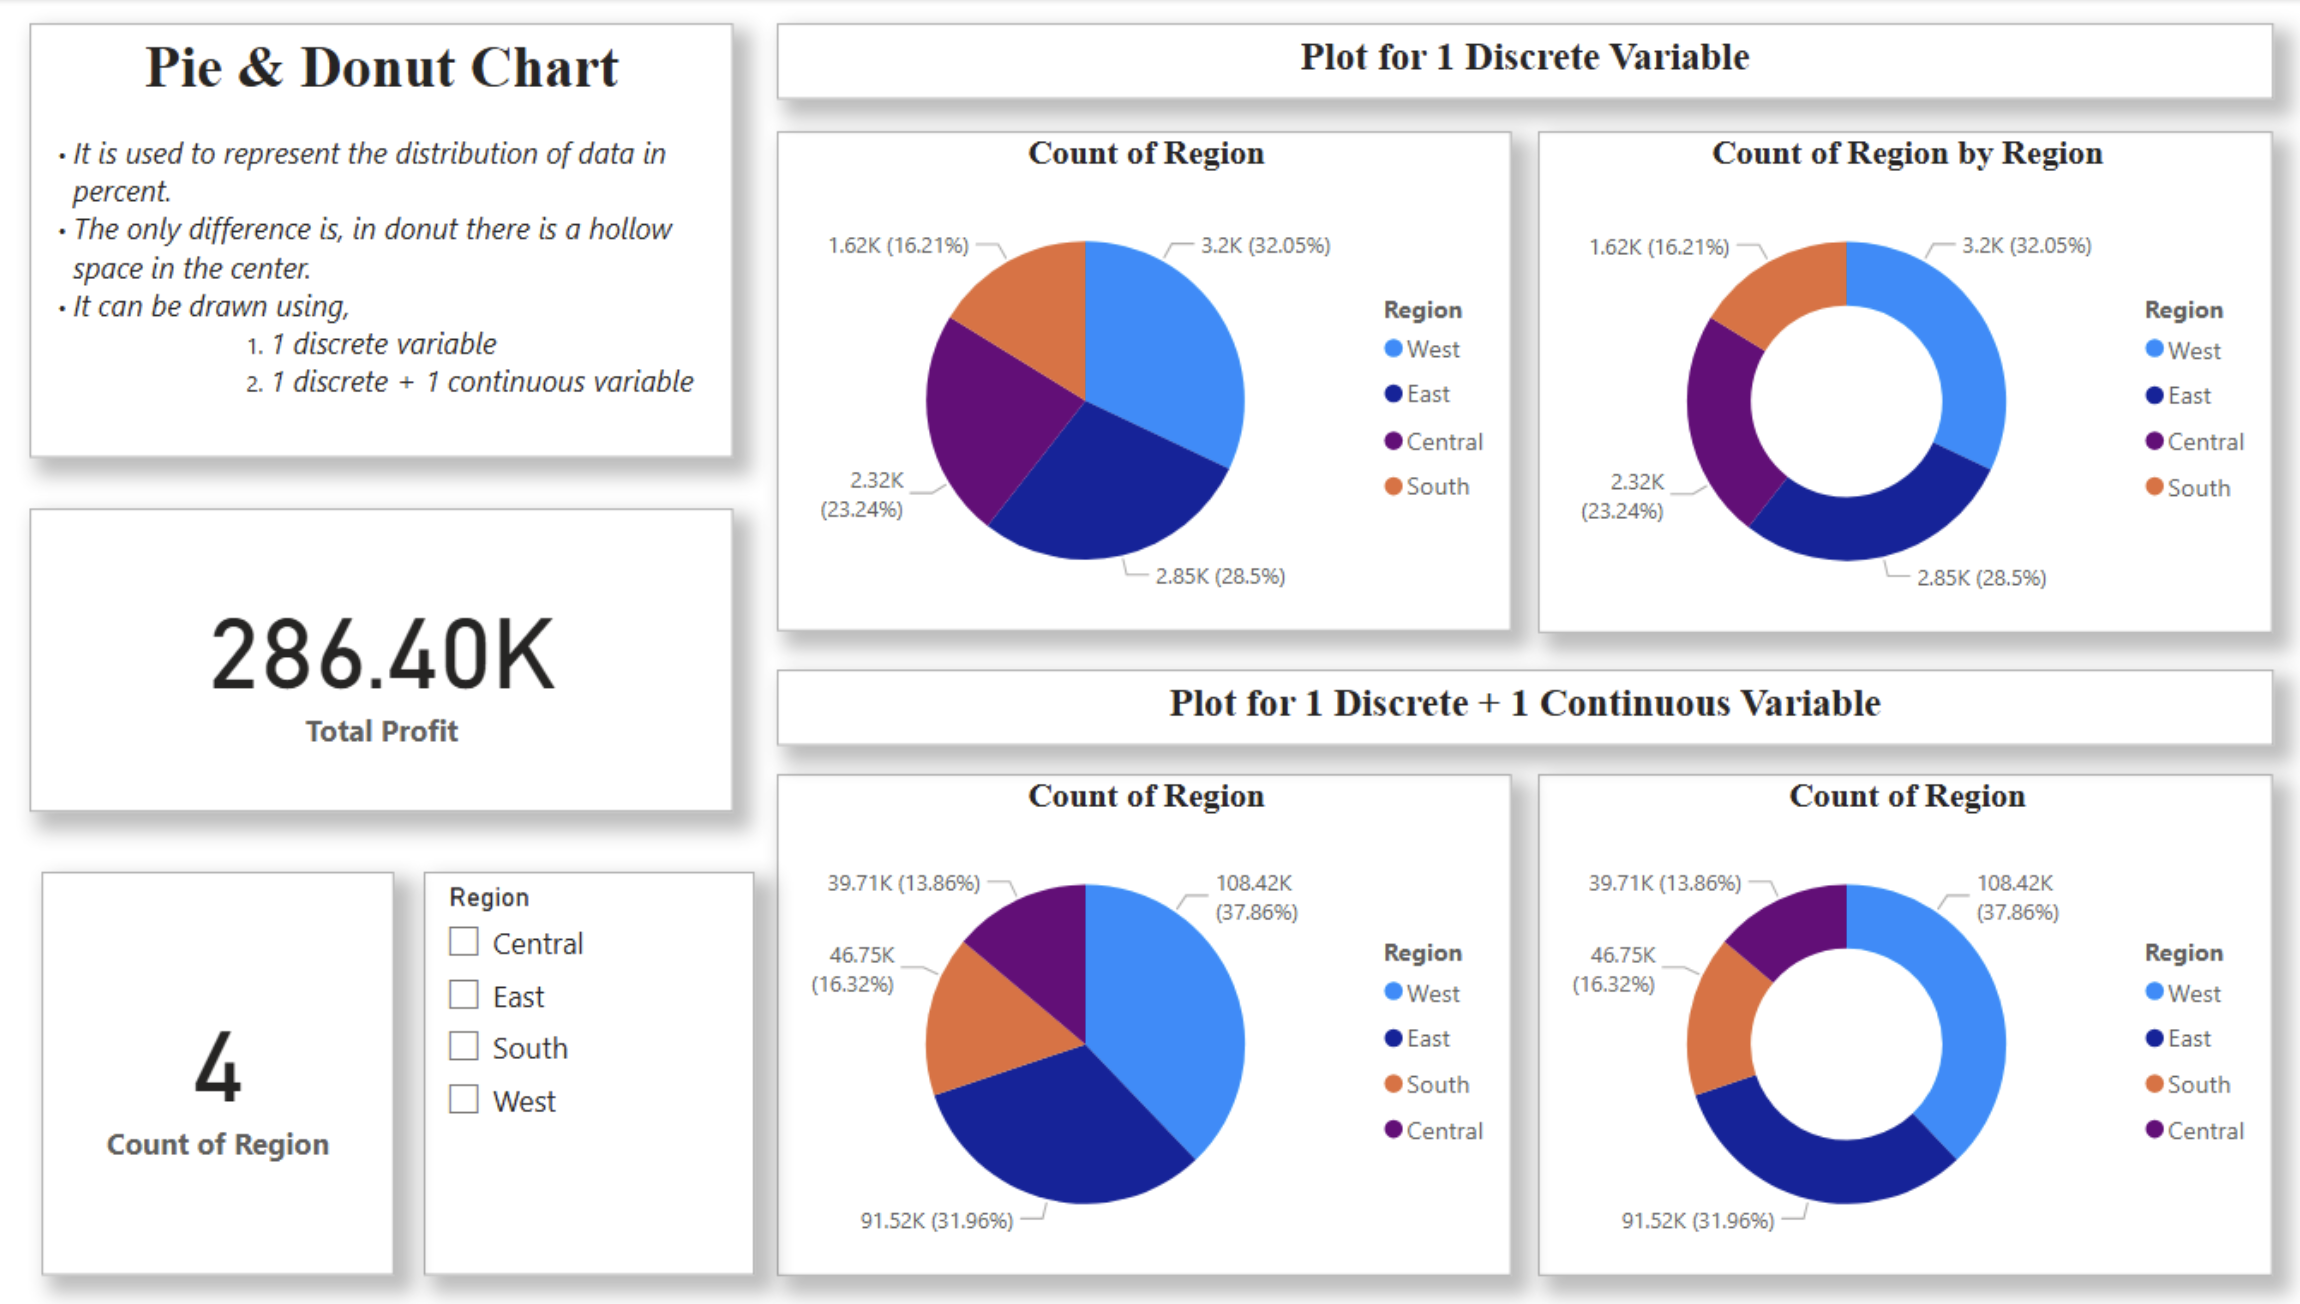 Pie & Donut Chart
• It is used to represent the distribution of data in
percent.
• The only difference is, in donut there is a hollow
space in the center.
• It can be drawn using,
1. 1 discrete variable
2. 1 discrete + 1 continuous variable
286.40K
Total Profit
4
Count of Region
Region
Central
East
South
West
Plot for 1 Discrete Variable
Count of Region
1.62K (16.21%)
3.2K (32.05%)
2.32K
(23.24%)
2.85K (28.5%)
Region
West
East
Central
South
Count of Region by Region
1.62K (16.21%)
3.2K (32.05%)
2.32K
(23.24%)
2.85K (28.5%)
Region
West
East
Central
South
Plot for 1 Discrete + 1 Continuous Variable
Count of Region
39.71K (13.86%)
108.42K
(37.86%)
46.75K
(16.32%)
91.52K (31.96%)
Region
West
East
South
Central
Count of Region
39.71K (13.86%)
108.42K
(37.86%)
46.75K
(16.32%)
91.52K (31.96%)
Region
West
East
South
Central